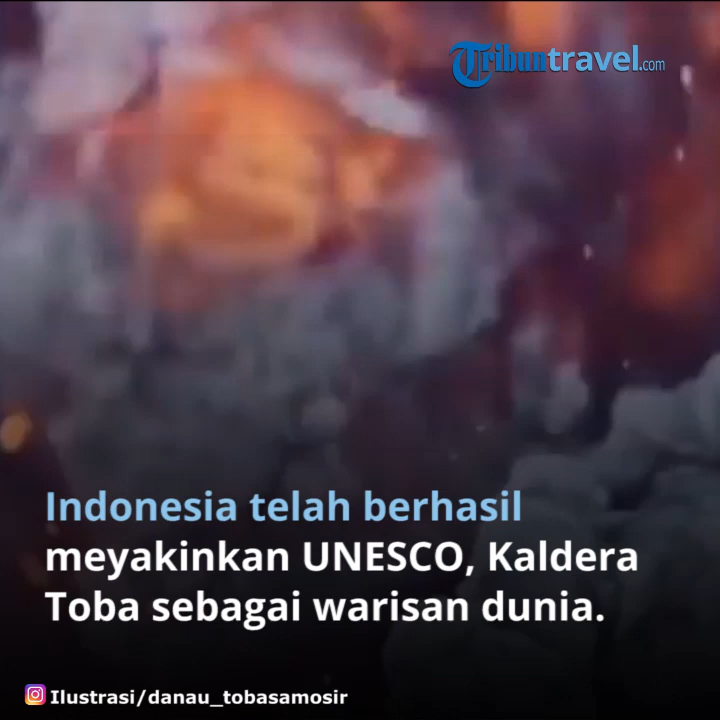 Tribuntravel.com
Indonesia telah berhasil
meyakinkan UNESCO, Kaldera
Toba sebagai warisan dunia.
Ilustrasi/danau_tobasamosir